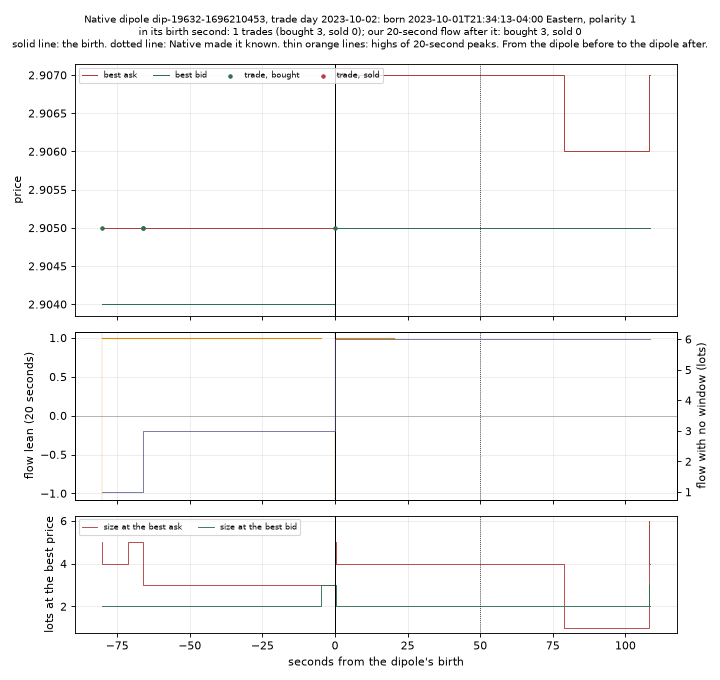 Native dipole dip-19632-1696210453, trade day 2023-10-02: born 2023-10-01T21:34:13-04:00 Eastern, polarity 1
in its birth second: 1 trades (bought 3, sold 0); our 20-second flow after it: bought 3, sold 0
solid line: the birth. dotted line: Native made it known. thin orange lines: highs of 20-second peaks. From the dipole before to the dipole after.
best ask best bid trade, bought trade, sold
2.9070
2.9065
2.9060
2.9055
2.9050
2.9045
2.9040
price
1.0
0.5
0.0
−0.5
−1.0
flow lean (20 seconds)
6
5
4
3
2
1
flow with no window (lots)
size at the best ask size at the best bid
6
4
2
lots at the best price
−75 −50 −25 0 25 50 75 100
seconds from the dipole's birth